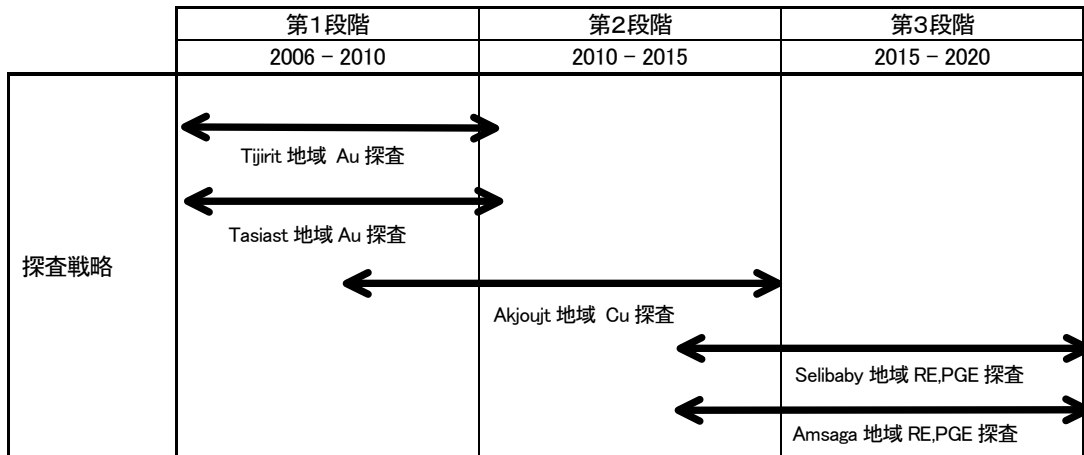 第１段階 第２段階 第３段階
2006 － 2010 2010 － 2015 2015 － 2020
Tijirit 地域 Au 探査
Tasiast 地域 Au 探査
探査戦略
Akjoujt 地域 Cu 探査
Selibaby 地域 RE,PGE 探査
Amsaga 地域 RE,PGE 探査